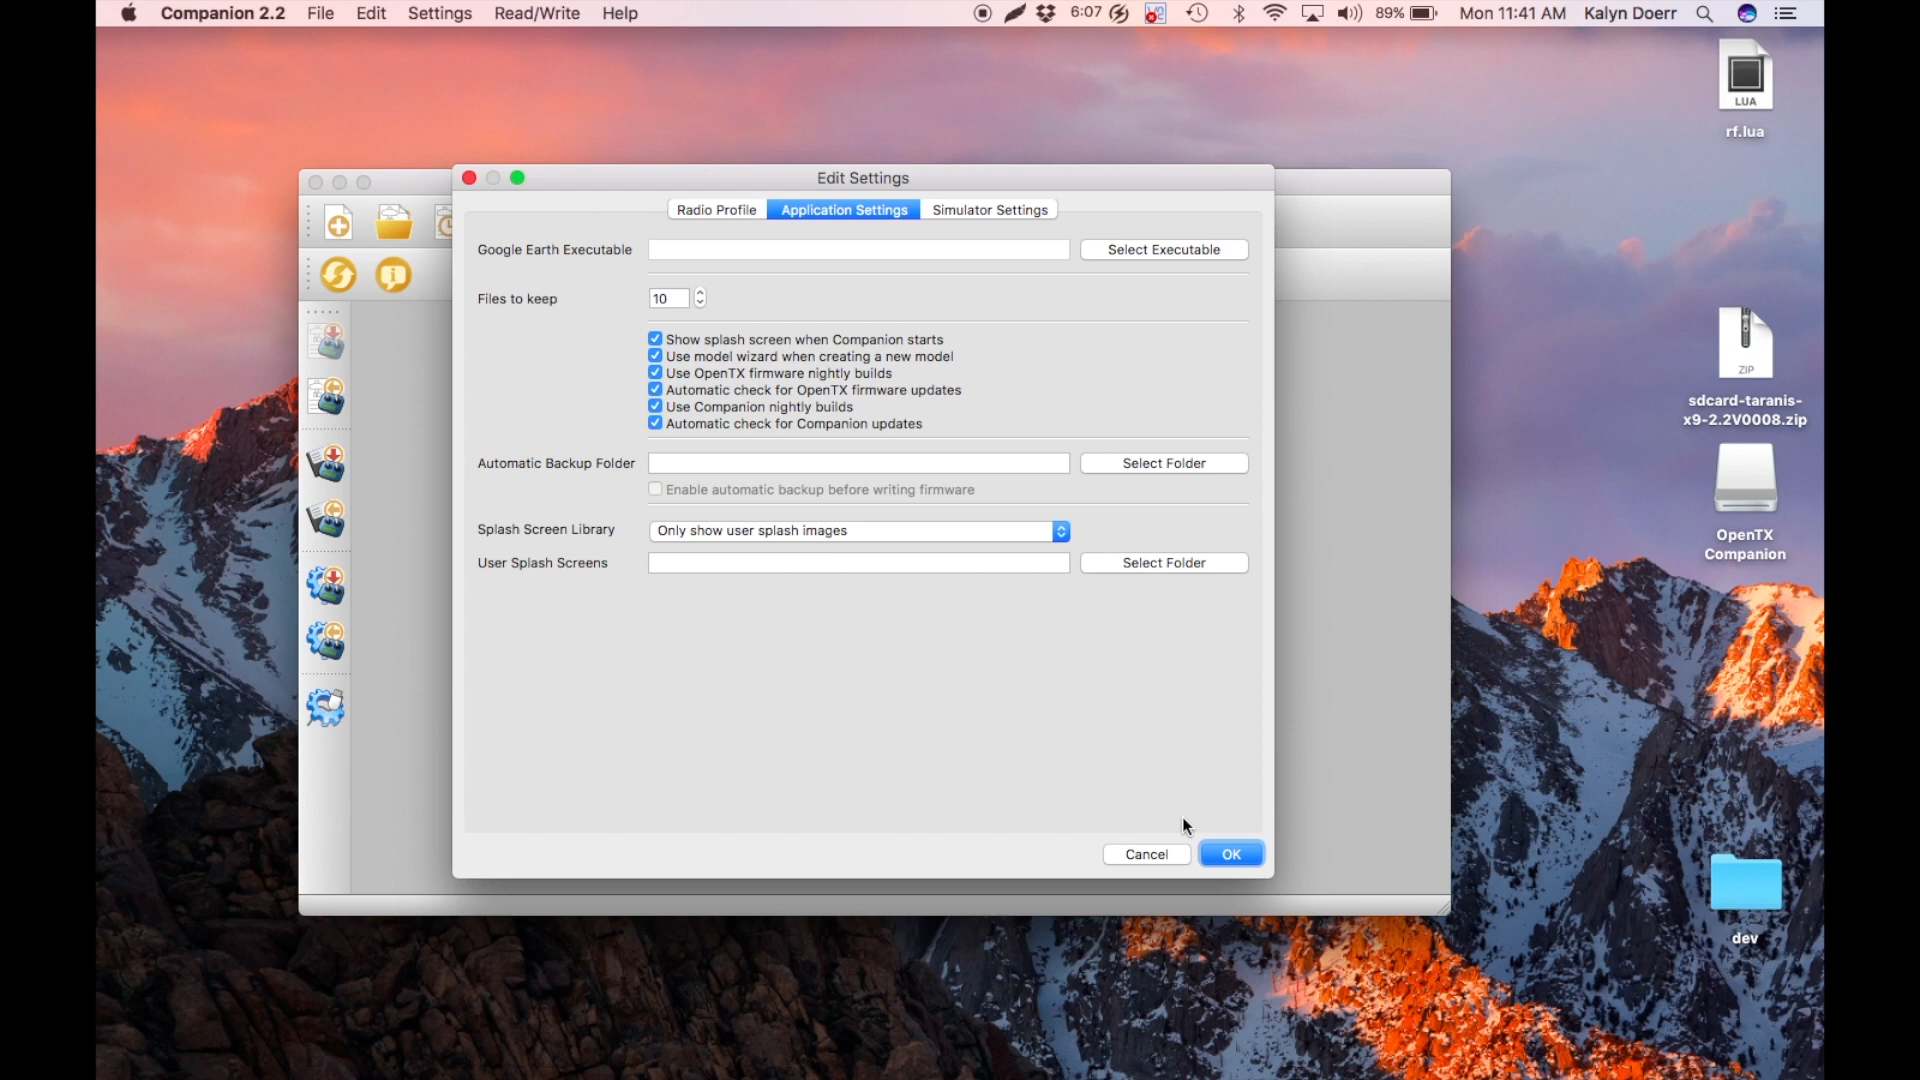 Companion 2.2 File Edit Settings Read/Write Help 6:07 89% Mon 11:41 AM Kalyn Doerr
LUA
rf.lua
Edit Settings
Radio Profile Application Settings Simulator Settings
Google Earth Executable Select Executable
Files to keep 10
Show splash screen when Companion starts
Use model wizard when creating a new model
Use OpenTX firmware nightly builds
Automatic check for OpenTX firmware updates
Use Companion nightly builds
Automatic check for Companion updates
ZIP
sdcard-taranis-
x9-2.2V0008.zip
Automatic Backup Folder Select Folder
Enable automatic backup before writing firmware
Splash Screen Library Only show user splash images
User Splash Screens Select Folder
OpenTX
Companion
Cancel OK
dev